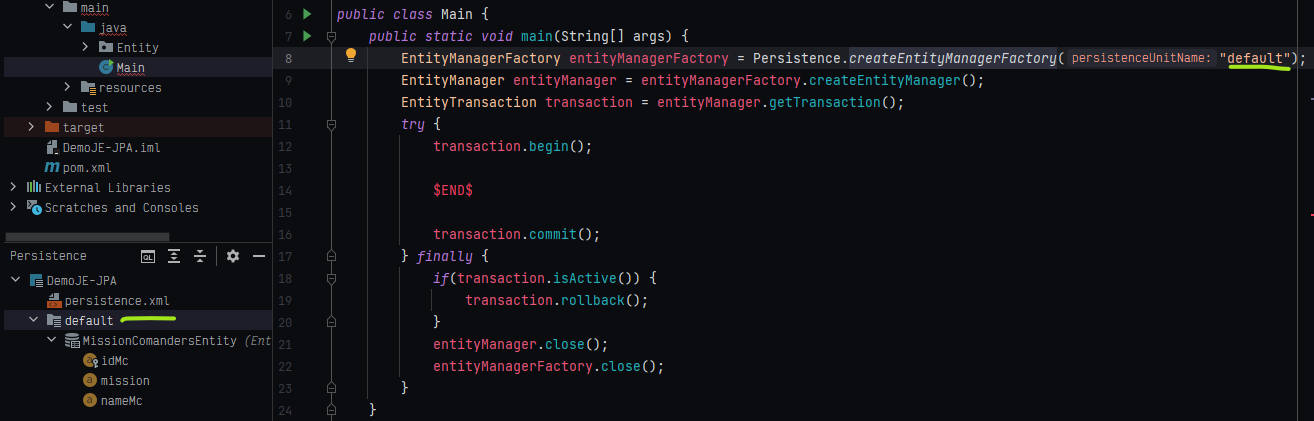 main
java
Entity
Main
resources
test
target
DemoJE-JPA.iml
pom.xml
External Libraries
Scratches and Consoles
Persistence
QL
DemoJE-JPA
persistence.xml
default
MissionComandersEntity (Ent
idMc
mission
nameMc
6 public class Main {
7 public static void main(String[] args) {
8 EntityManagerFactory entityManagerFactory = Persistence.createEntityManagerFactory( persistenceUnitName: "default");
9 EntityManager entityManager = entityManagerFactory.createEntityManager();
10 EntityTransaction transaction = entityManager.getTransaction();
11 try {
12 transaction.begin();
13
14 $END$
15
16 transaction.commit();
17 } finally {
18 if(transaction.isActive()) {
19 transaction.rollback();
20 }
21 entityManager.close();
22 entityManagerFactory.close();
23 }
24 }